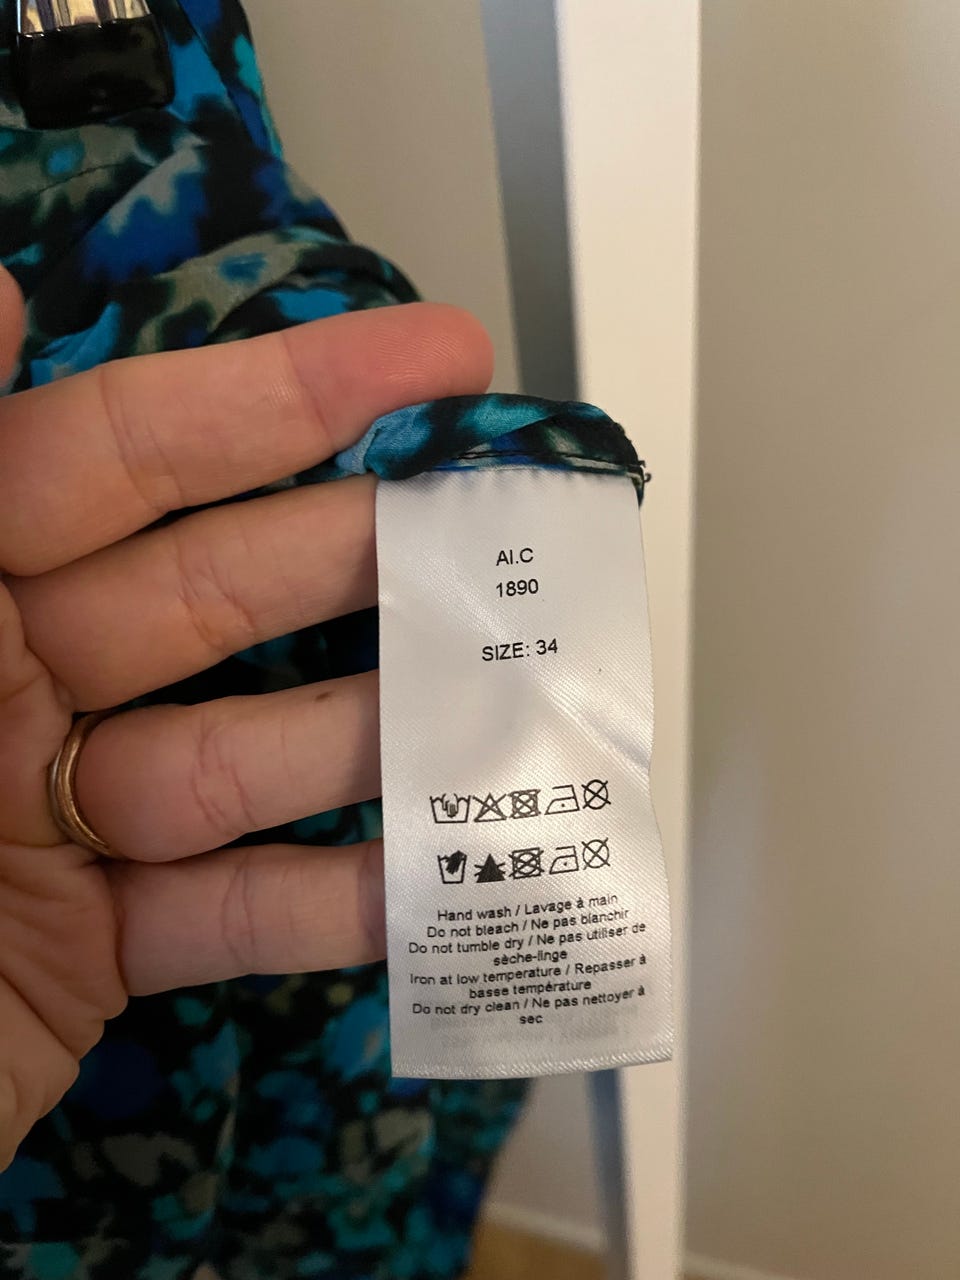 AI.C
1890
SIZE: 34
Hand wash / Lavage à main
Do not bleach / Ne pas blanchir
Do not tumble dry / Ne pas utiliser de
sèche-linge
Iron at low temperature / Repasser à
basse température
Do not dry clean / Ne pas nettoyer à
sec